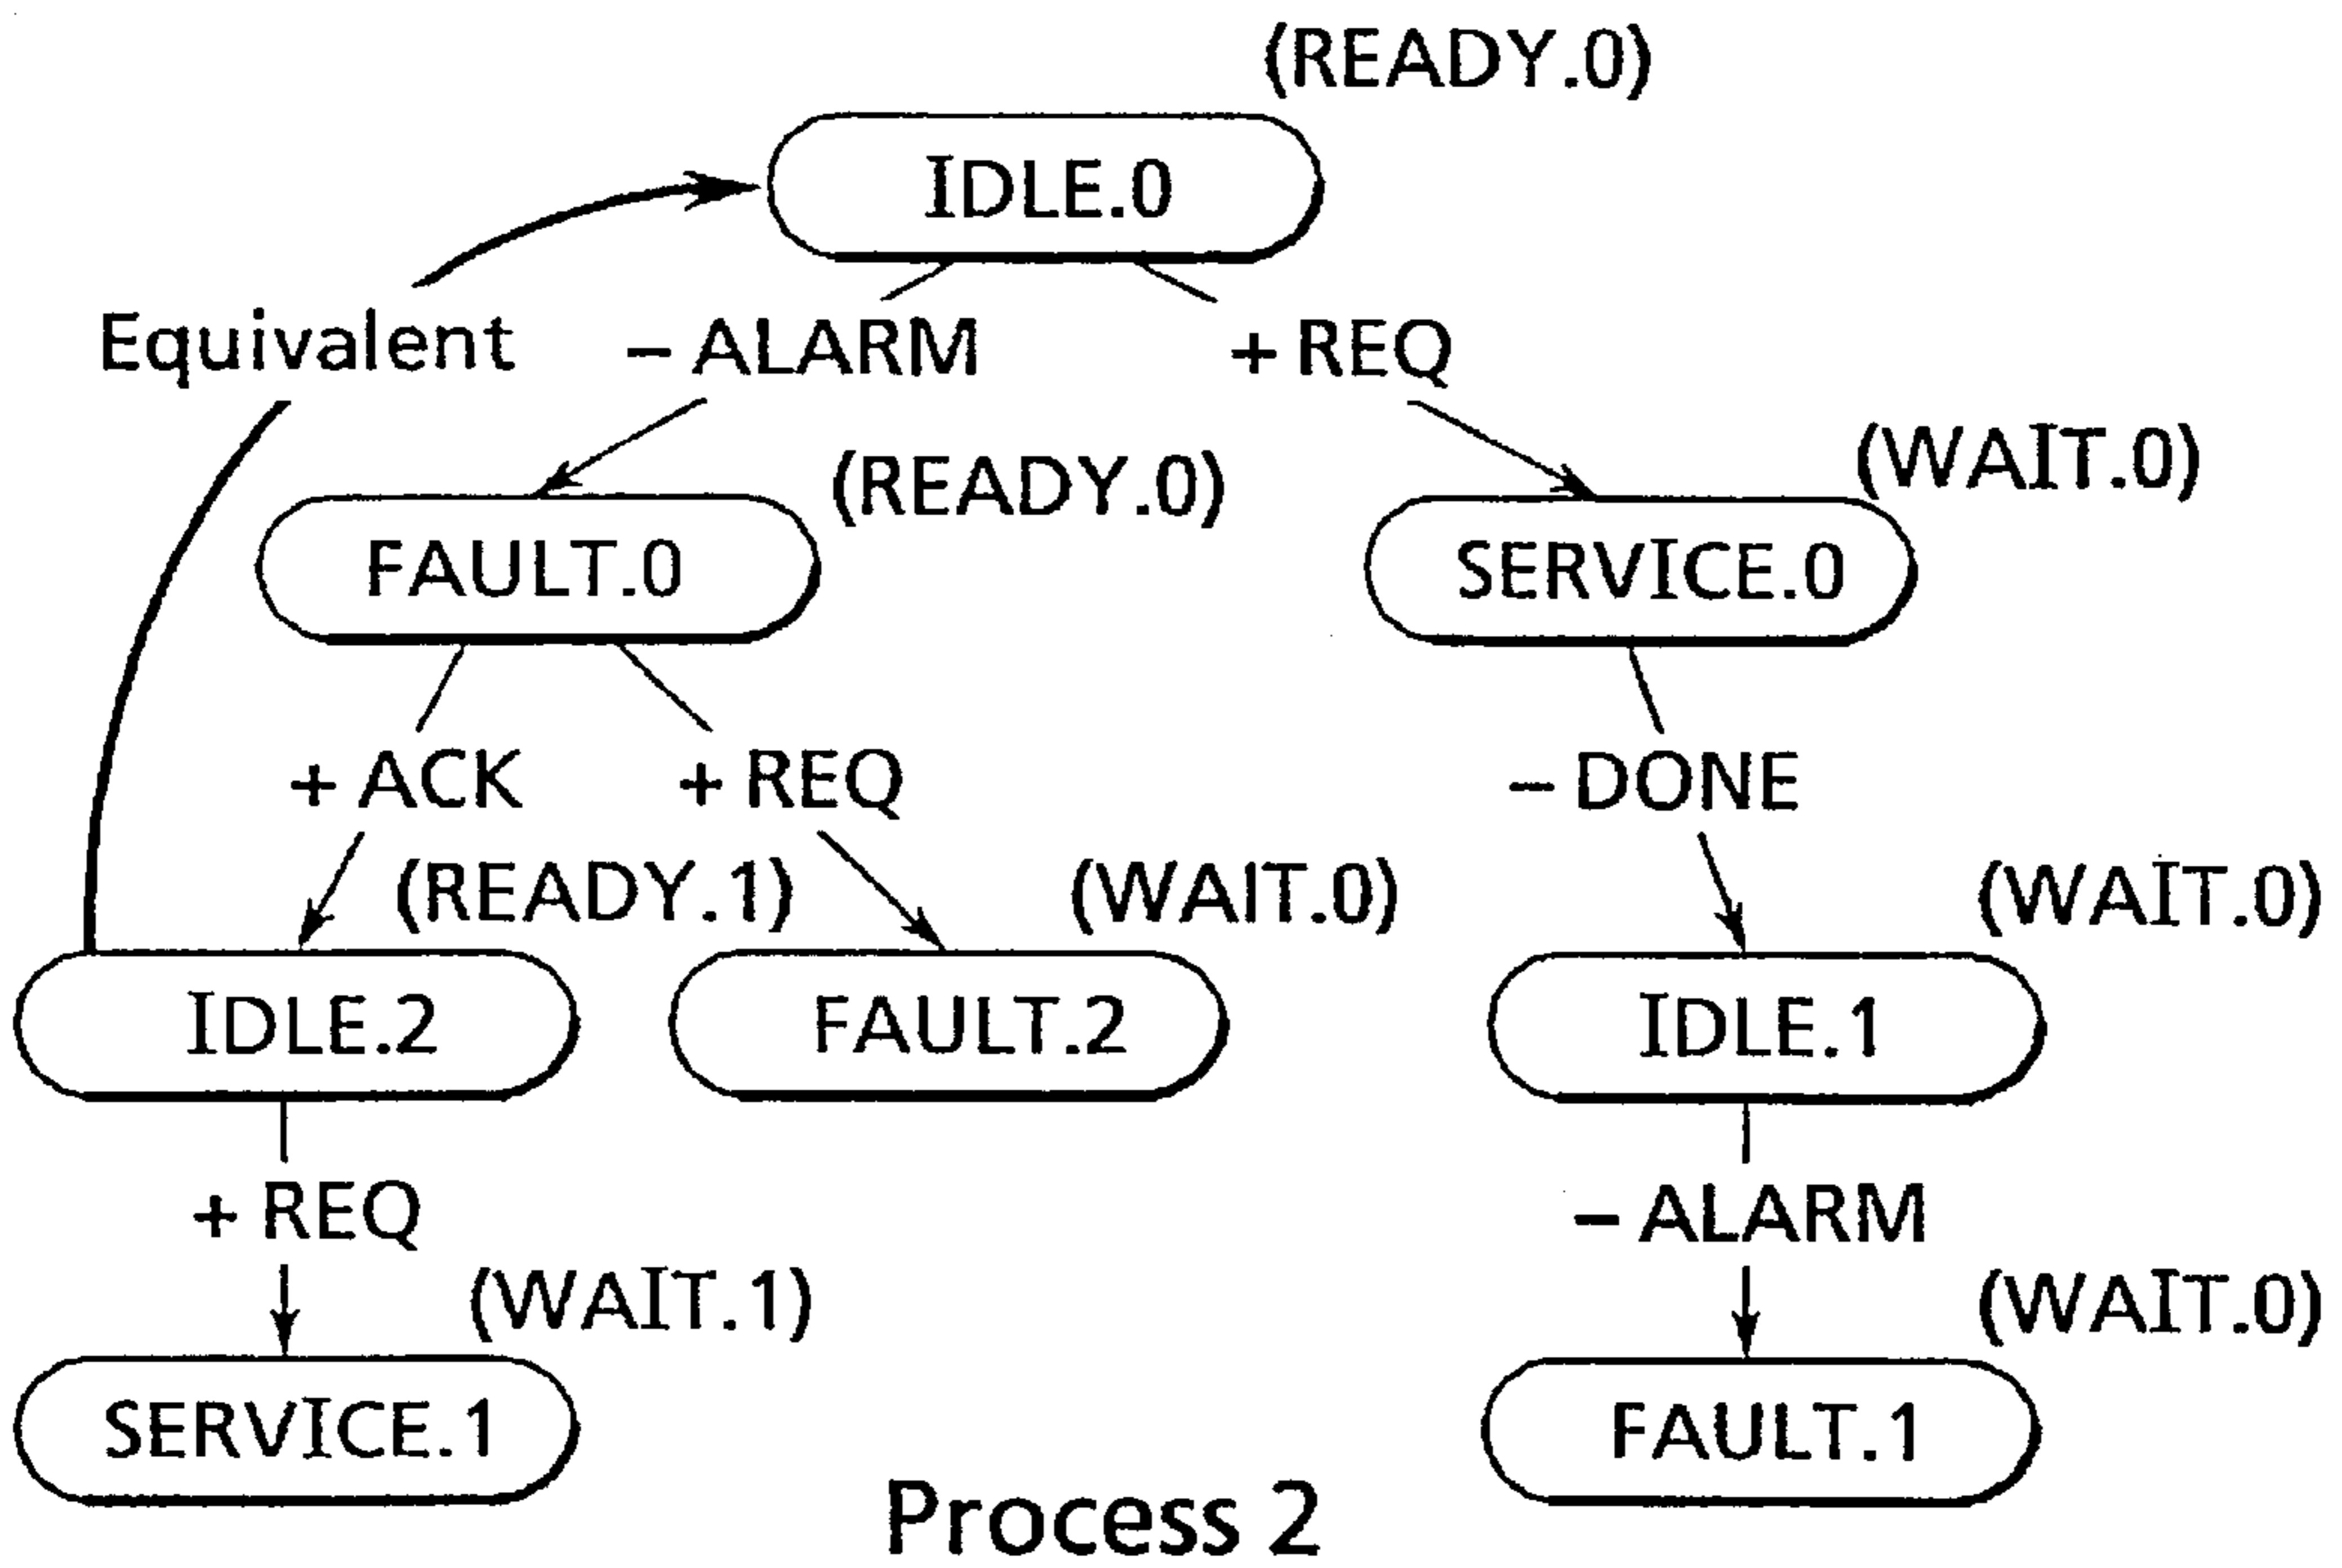 (READY.0)
IDLE.0
Equivalent
– ALARM
+ REQ
(READY.0)
(WAIT.0)
FAULT.0
SERVICE.0
+ ACK
+ REQ
– DONE
(READY.1)
(WAIT.0)
(WAIT.0)
IDLE.2
FAULT.2
IDLE.1
+ REQ
– ALARM
(WAIT.1)
(WAIT.0)
SERVICE.1
FAULT.1
Process 2